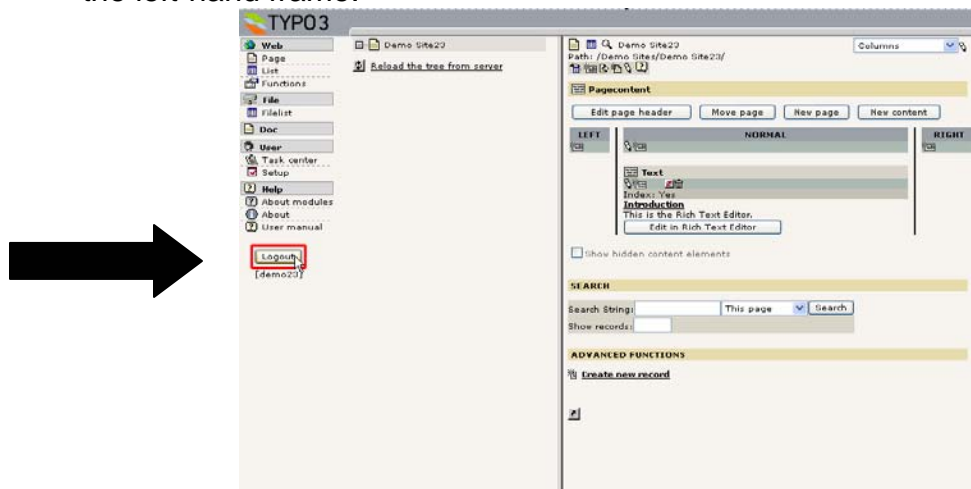 the left-hand frame.
TYPO3
Web
Page
List
Functions
File
Filelist
Doc
User
Task center
Setup
Help
About modules
About
User manual
Logout
[demo23]
Demo Site23
Reload the tree from server
Demo Site23
Columns
Path: /Demo Sites/Demo Site23/
Pagecontent
Edit page header Move page New page New content
LEFT NORMAL RIGHT
Text
Index: Yes
Introduction
This is the Rich Text Editor.
Edit in Rich Text Editor
Show hidden content elements
SEARCH
Search String: This page Search
Show records:
ADVANCED FUNCTIONS
Create new record